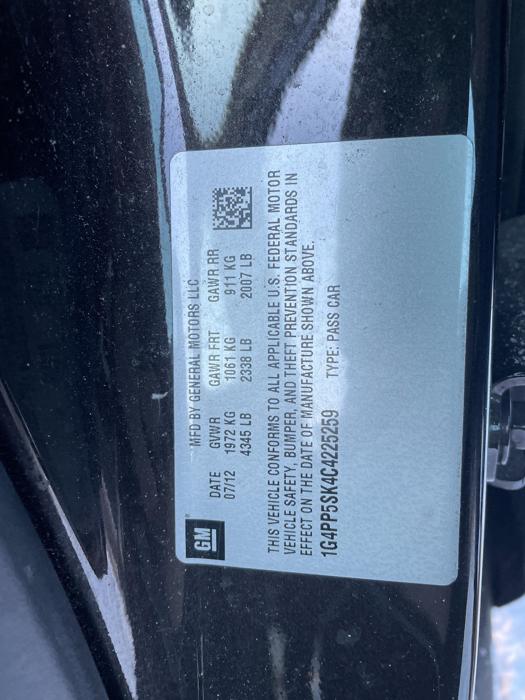 GM
MFD BY GENERAL MOTORS LLC
DATE GVWR GAWR FRT GAWR RR
07/12 1972 KG 1061 KG 911 KG
4345 LB 2338 LB 2007 LB
THIS VEHICLE CONFORMS TO ALL APPLICABLE U.S. FEDERAL MOTOR
VEHICLE SAFETY, BUMPER, AND THEFT PREVENTION STANDARDS IN
EFFECT ON THE DATE OF MANUFACTURE SHOWN ABOVE.
1G4PP5SK4C4225259 TYPE: PASS CAR